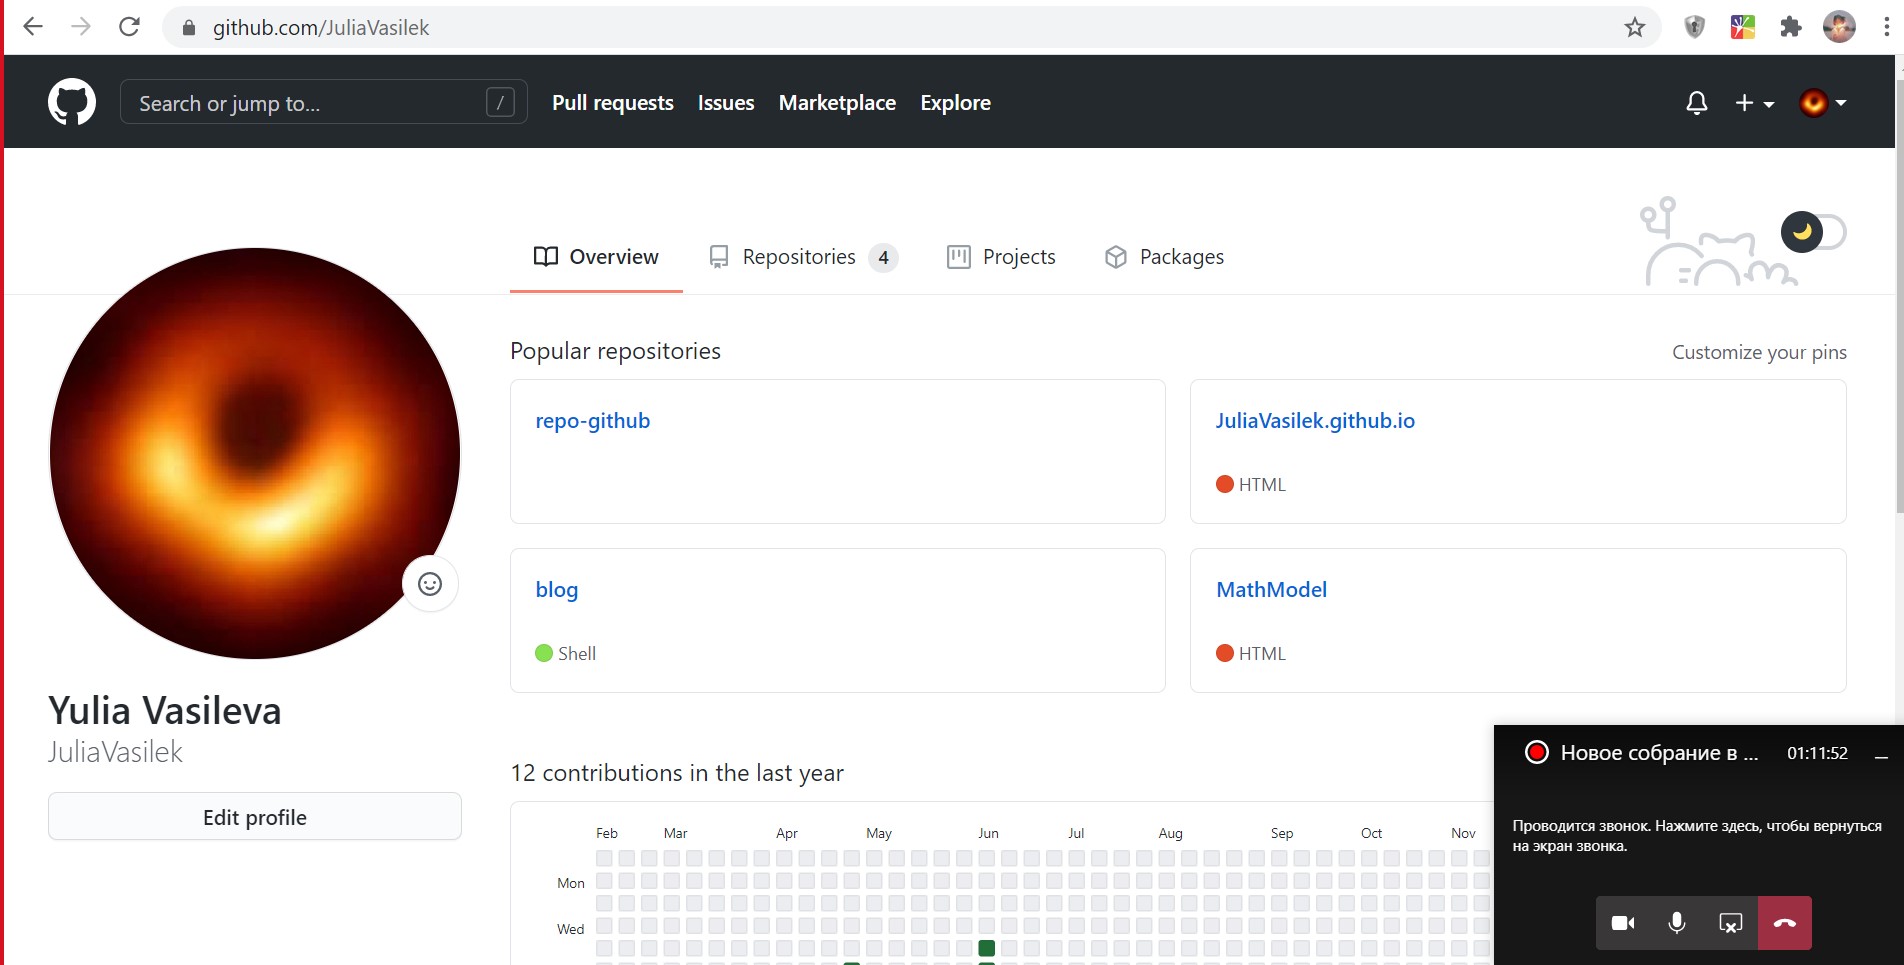 github.com/JuliaVasilek
Search or jump to... /
Pull requests Issues Marketplace Explore
Overview Repositories 4 Projects Packages
Popular repositories
Customize your pins
repo-github
JuliaVasilek.github.io
HTML
blog
Shell
MathModel
HTML
Yulia Vasileva
JuliaVasilek
Edit profile
12 contributions in the last year
Feb Mar Apr May Jun Jul Aug Sep Oct Nov
Mon
Wed
Новое собрание в ... 01:11:52
Проводится звонок. Нажмите здесь, чтобы вернуться
на экран звонка.